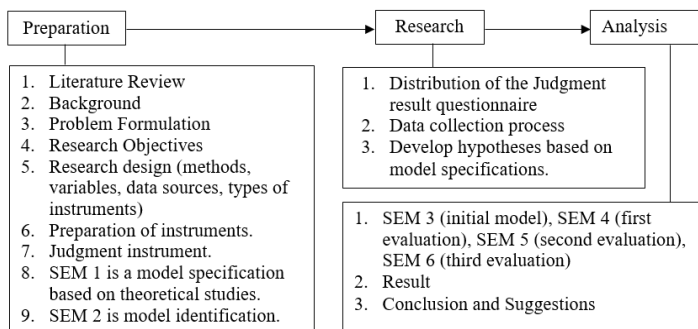 Preparation
Research
Analysis
1. Literature Review
2. Background
3. Problem Formulation
4. Research Objectives
5. Research design (methods,
variables, data sources, types of
instruments)
6. Preparation of instruments.
7. Judgment instrument.
8. SEM 1 is a model specification
based on theoretical studies.
9. SEM 2 is model identification.
1. Distribution of the Judgment
result questionnaire
2. Data collection process
3. Develop hypotheses based on
model specifications.
1. SEM 3 (initial model), SEM 4 (first
evaluation), SEM 5 (second evaluation),
SEM 6 (third evaluation)
2. Result
3. Conclusion and Suggestions